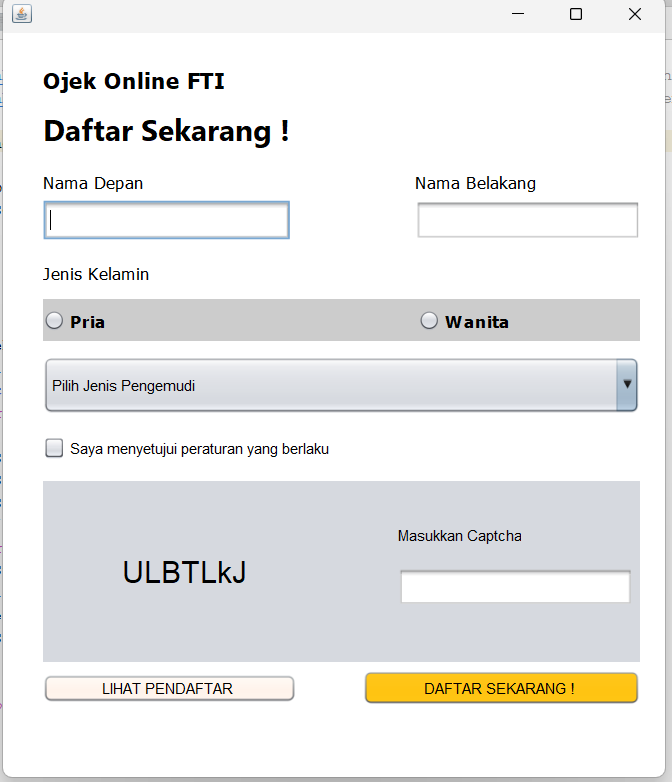 Ojek Online FTI
Daftar Sekarang !
Nama Depan
Nama Belakang
Jenis Kelamin
Pria
Wanita
Pilih Jenis Pengemudi
Saya menyetujui peraturan yang berlaku
Masukkan Captcha
ULBTLkJ
LIHAT PENDAFTAR
DAFTAR SEKARANG !